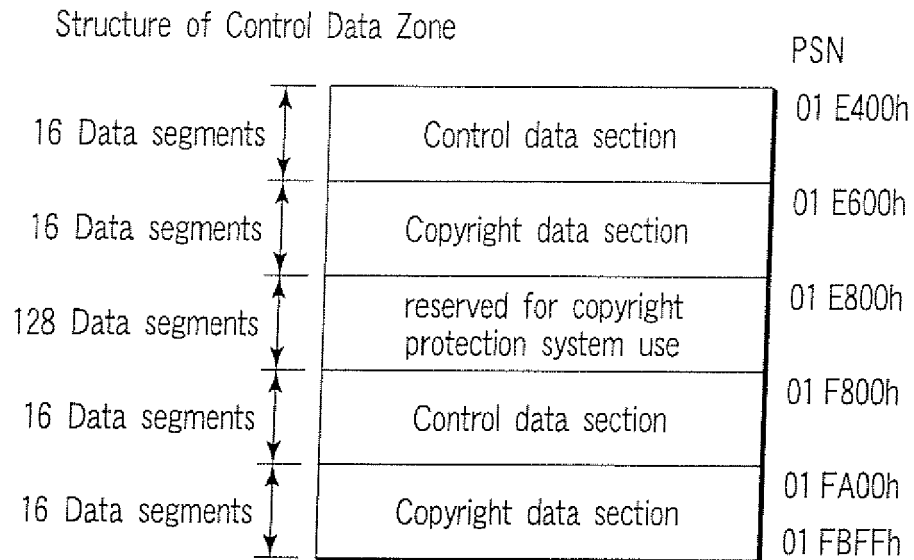 Structure of Control Data Zone
PSN
16 Data segments
Control data section
01 E400h
16 Data segments
Copyright data section
01 E600h
128 Data segments
reserved for copyright
protection system use
01 E800h
16 Data segments
Control data section
01 F800h
16 Data segments
Copyright data section
01 FA00h
01 FBFFh